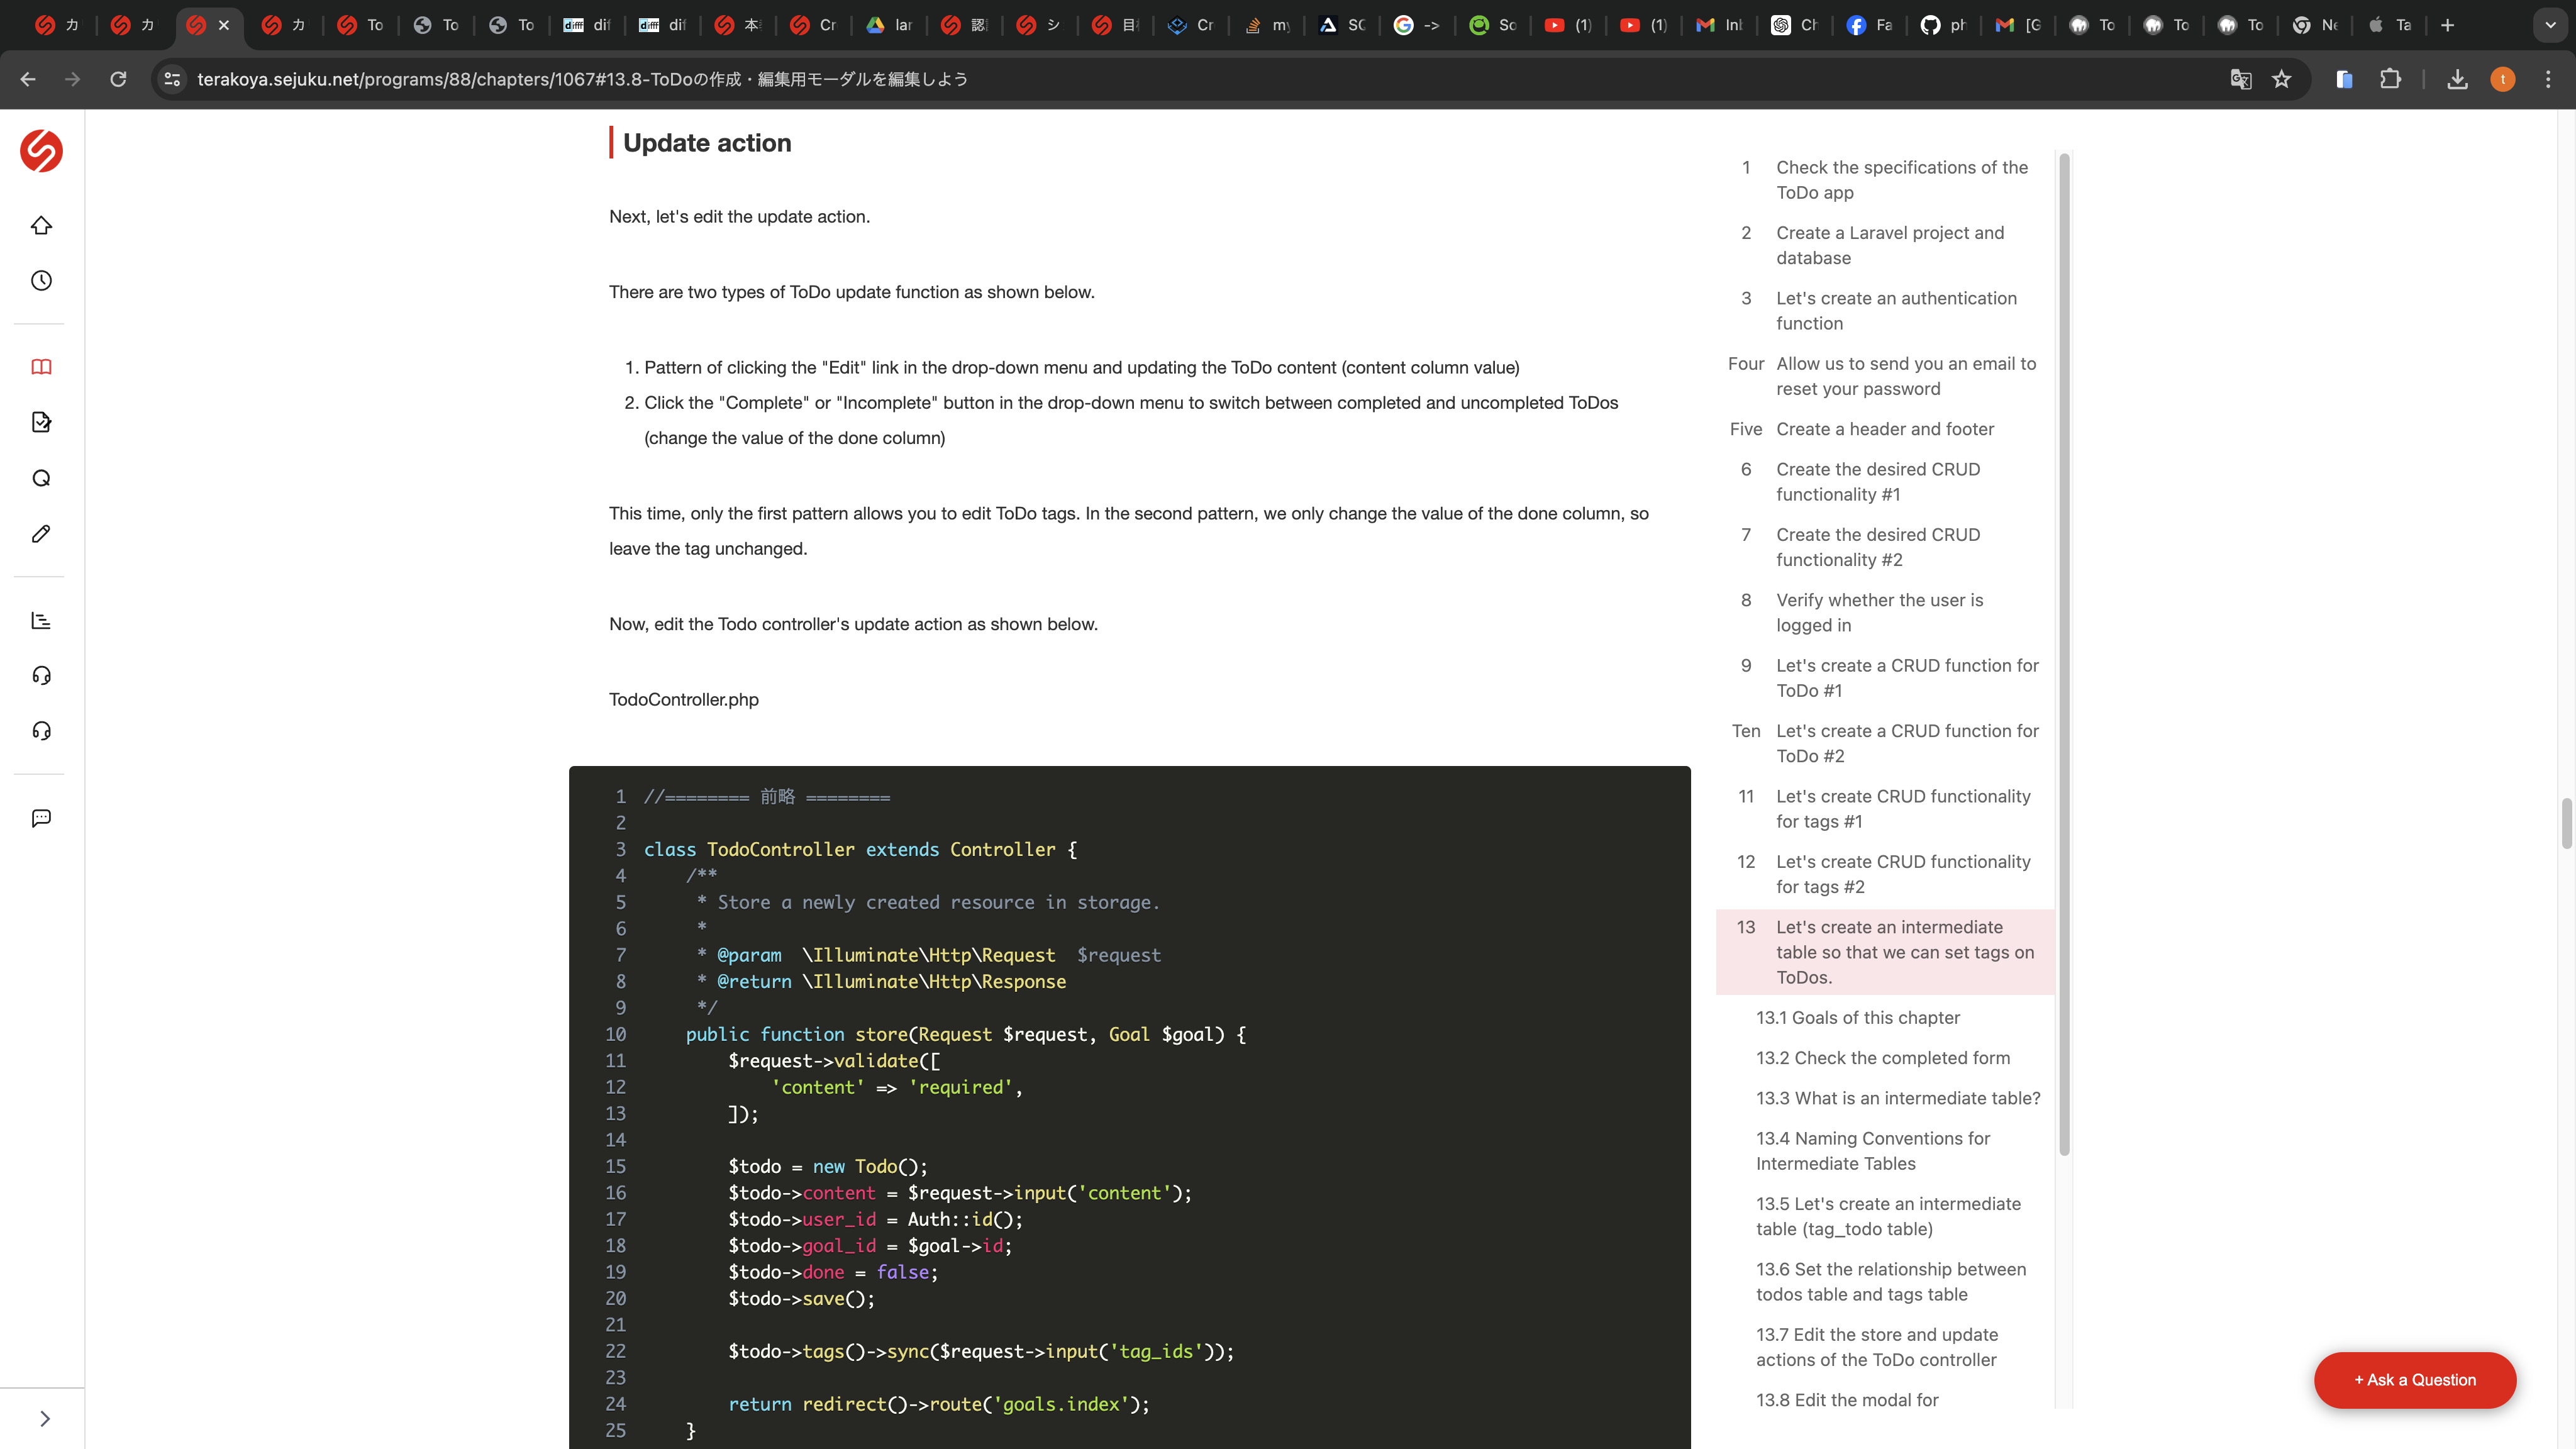 カ
カ
カ
To
To
To
dif
dif
本
Cr
lar
認
シ
目
Cr
my
SC
->
So
(1)
(1)
Int
Ch
Fa
ph
[G
To
To
To
Ne
Ta
terakoya.sejuku.net/programs/88/chapters/1067#13.8-ToDoの作成・編集用モーダルを編集しよう
t
Update action
Next, let's edit the update action.
There are two types of ToDo update function as shown below.
1. Pattern of clicking the "Edit" link in the drop-down menu and updating the ToDo content (content column value)
2. Click the "Complete" or "Incomplete" button in the drop-down menu to switch between completed and uncompleted ToDos
(change the value of the done column)
This time, only the first pattern allows you to edit ToDo tags. In the second pattern, we only change the value of the done column, so
leave the tag unchanged.
Now, edit the Todo controller's update action as shown below.
TodoController.php
1 //======== 前略 ========
2
3 class TodoController extends Controller {
4     /**
5      * Store a newly created resource in storage.
6      *
7      * @param  \Illuminate\Http\Request  $request
8      * @return \Illuminate\Http\Response
9      */
10     public function store(Request $request, Goal $goal) {
11         $request->validate([
12             'content' => 'required',
13         ]);
14
15         $todo = new Todo();
16         $todo->content = $request->input('content');
17         $todo->user_id = Auth::id();
18         $todo->goal_id = $goal->id;
19         $todo->done = false;
20         $todo->save();
21
22         $todo->tags()->sync($request->input('tag_ids'));
23
24         return redirect()->route('goals.index');
25     }
1 Check the specifications of the
ToDo app
2 Create a Laravel project and
database
3 Let's create an authentication
function
Four Allow us to send you an email to
reset your password
Five Create a header and footer
6 Create the desired CRUD
functionality #1
7 Create the desired CRUD
functionality #2
8 Verify whether the user is
logged in
9 Let's create a CRUD function for
ToDo #1
Ten Let's create a CRUD function for
ToDo #2
11 Let's create CRUD functionality
for tags #1
12 Let's create CRUD functionality
for tags #2
13 Let's create an intermediate
table so that we can set tags on
ToDos.
13.1 Goals of this chapter
13.2 Check the completed form
13.3 What is an intermediate table?
13.4 Naming Conventions for
Intermediate Tables
13.5 Let's create an intermediate
table (tag_todo table)
13.6 Set the relationship between
todos table and tags table
13.7 Edit the store and update
actions of the ToDo controller
13.8 Edit the modal for
+ Ask a Question